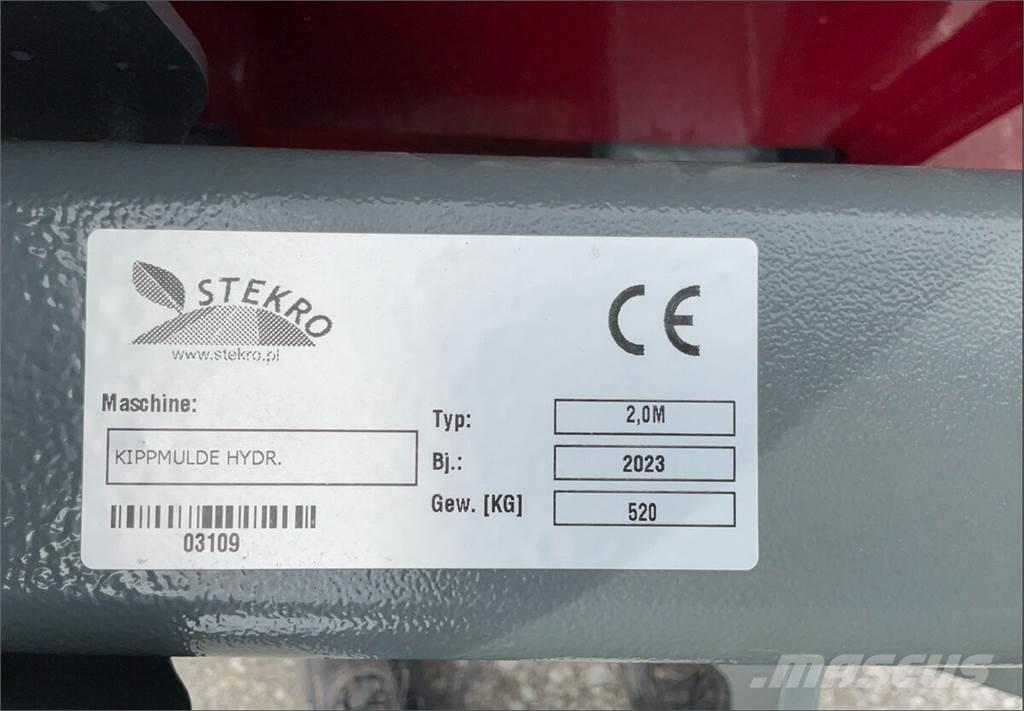 STEKRO
www.stekro.pl
CE
Maschine:
KIPPMULDE HYDR.
03109
Typ: 2,0M
Bj.: 2023
Gew. [KG] 520
MASCUS